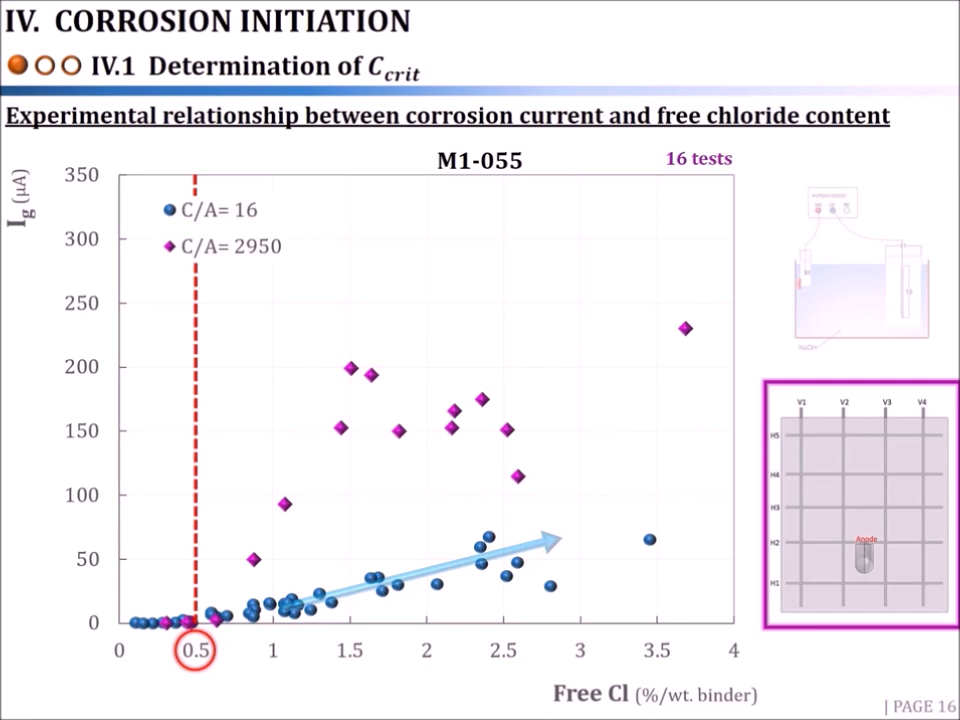 IV. CORROSION INITIATION
IV.1 Determination of Ccrit
Experimental relationship between corrosion current and free chloride content
M1-055
16 tests
Ig (µA)
350
300
250
200
150
100
50
0
C/A= 16
C/A= 2950
0 0.5 1 1.5 2 2.5 3 3.5 4
Free Cl (%/wt. binder)
NaOH
V1 V2 V3 V4
H5
H4
H3
H2
H1
Anode
| PAGE 16